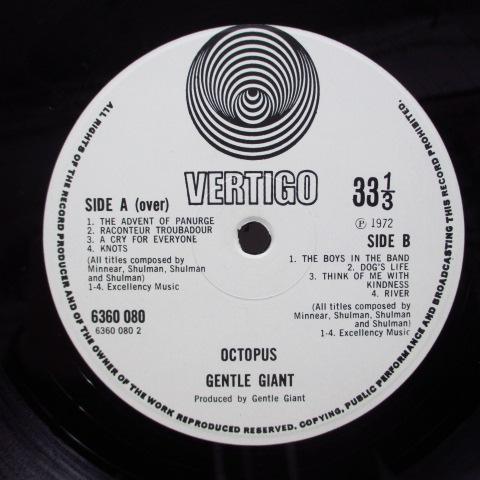 VERTIGO
33⅓
SIDE A (over)
1. THE ADVENT OF PANURGE
2. RACONTEUR TROUBADOUR
3. A CRY FOR EVERYONE
4. KNOTS
(All titles composed by
Minnear, Shulman, Shulman
and Shulman)
1-4. Excellency Music
6360 080
6360 080 2
Ⓟ 1972
SIDE B
1. THE BOYS IN THE BAND
2. DOG'S LIFE
3. THINK OF ME WITH
KINDNESS
4. RIVER
(All titles composed by
Minnear, Shulman, Shulman
and Shulman)
1-4. Excellency Music
OCTOPUS
GENTLE GIANT
Produced by Gentle Giant
ALL RIGHTS OF THE RECORD PRODUCER AND OF THE OWNER OF THE WORK REPRODUCED RESERVED. COPYING, PUBLIC PERFORMANCE AND BROADCASTING THIS RECORD PROHIBITED.